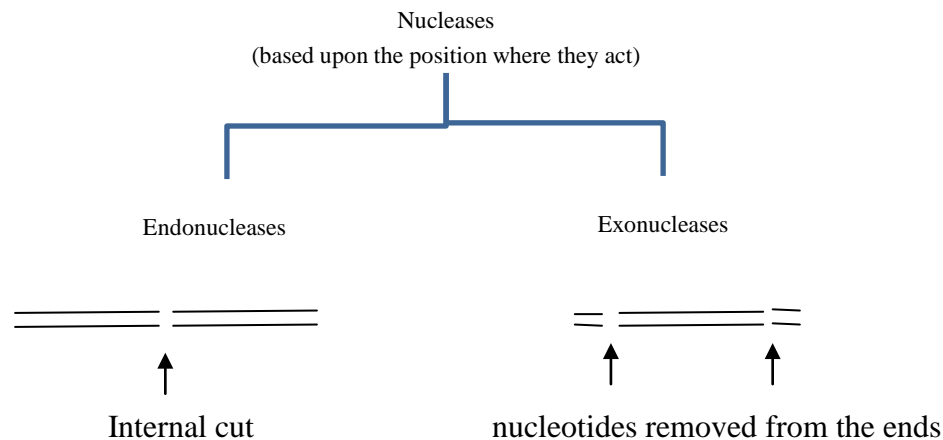 Nucleases
(based upon the position where they act)
Endonucleases
Exonucleases
Internal cut
nucleotides removed from the ends